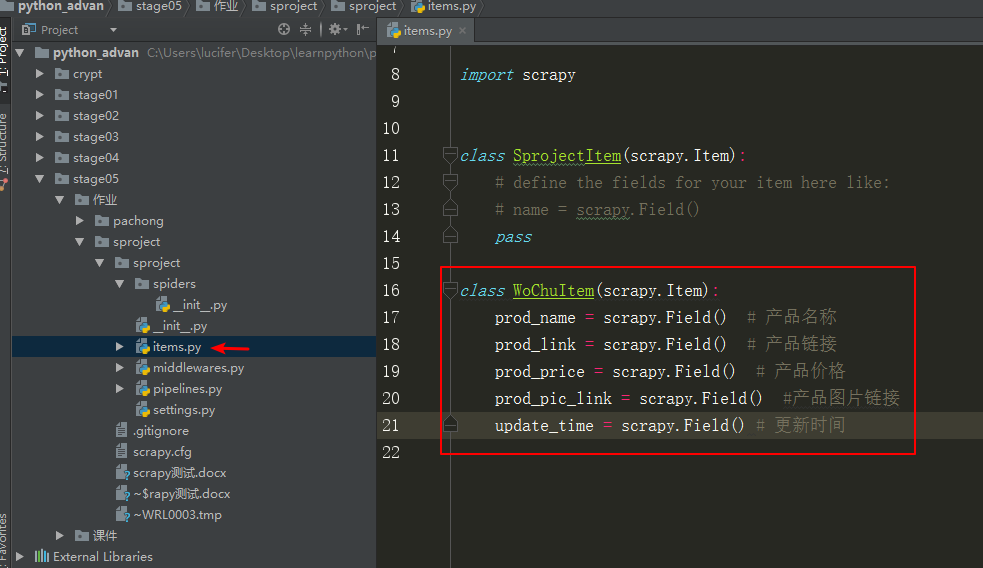 python_advan stage05 作业 sproject sproject items.py
Project
items.py
1: Project
7: Structure
Favorites
python_advan C:\Users\lucifer\Desktop\learnpython\p
crypt
stage01
stage02
stage03
stage04
stage05
作业
pachong
sproject
sproject
spiders
__init__.py
__init__.py
items.py
middlewares.py
pipelines.py
settings.py
.gitignore
scrapy.cfg
scrapy测试.docx
~$rapy测试.docx
~WRL0003.tmp
课件
External Libraries
7
8 import scrapy
9
10
11 class SprojectItem(scrapy.Item):
12 # define the fields for your item here like:
13 # name = scrapy.Field()
14 pass
15
16 class WoChuItem(scrapy.Item):
17 prod_name = scrapy.Field() # 产品名称
18 prod_link = scrapy.Field() # 产品链接
19 prod_price = scrapy.Field() # 产品价格
20 prod_pic_link = scrapy.Field() #产品图片链接
21 update_time = scrapy.Field() # 更新时间
22